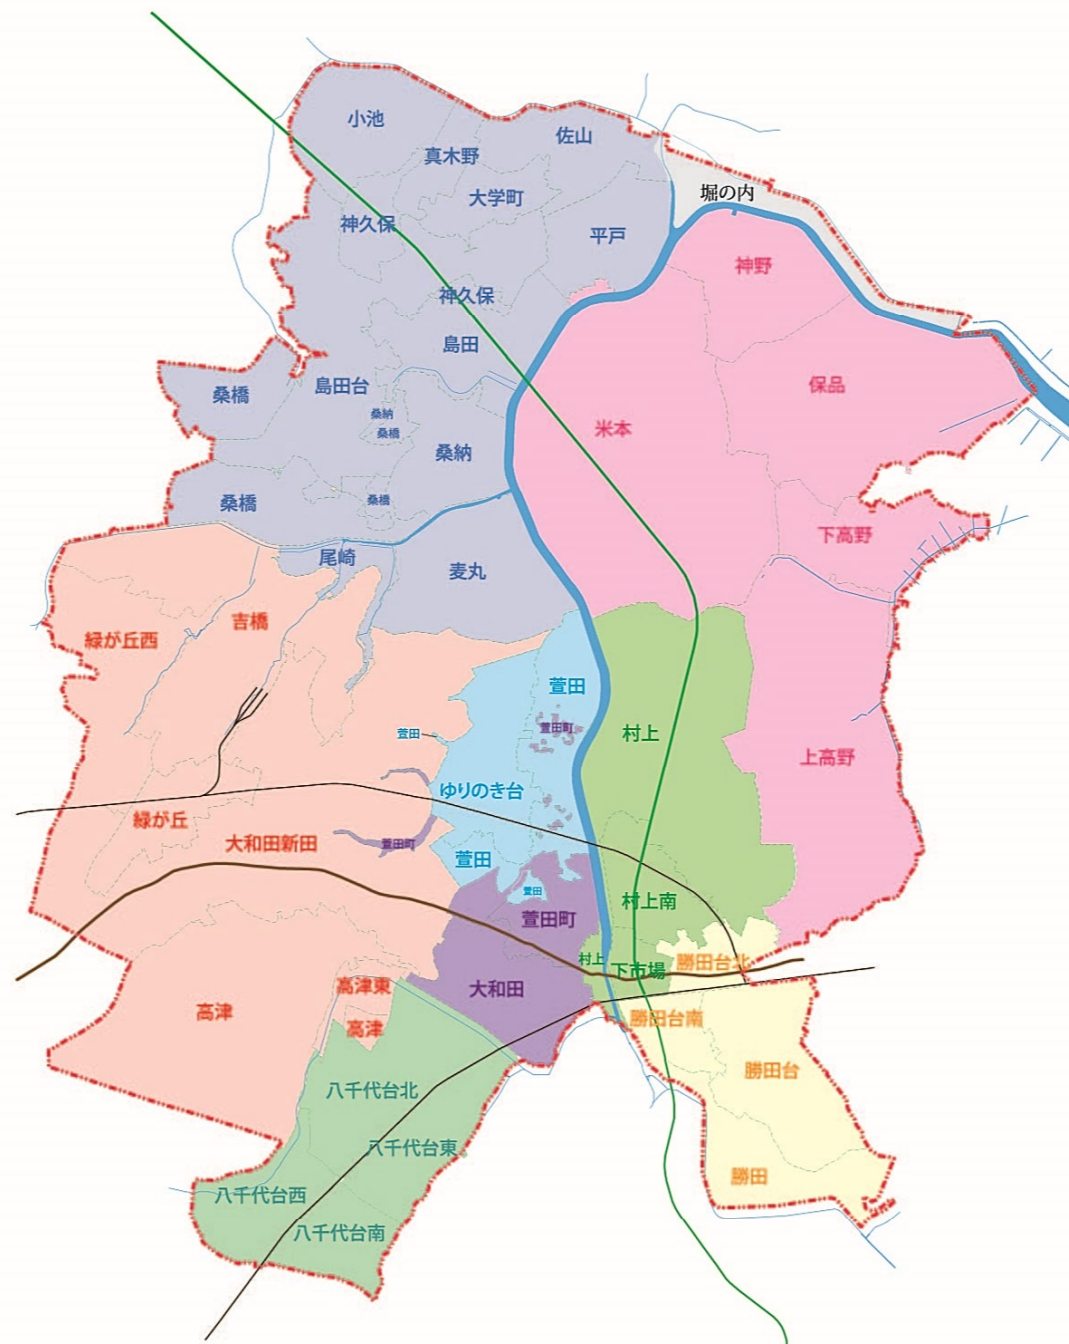 小池
佐山
真木野
大学町
堀の内
神久保
平戸
神野
神久保
島田
桑橋
島田台
保品
桑納
米本
桑橋
桑納
桑橋
桑橋
下高野
尾崎
麦丸
吉橋
緑が丘西
萱田
萱田
萱田町
村上
上高野
ゆりのき台
緑が丘
大和田新田
萱田町
萱田
萱田
村上南
萱田町
村上
下市場
勝田台北
高津東
大和田
高津
勝田台南
高津
勝田台
八千代台北
八千代台東
勝田
八千代台西
八千代台南